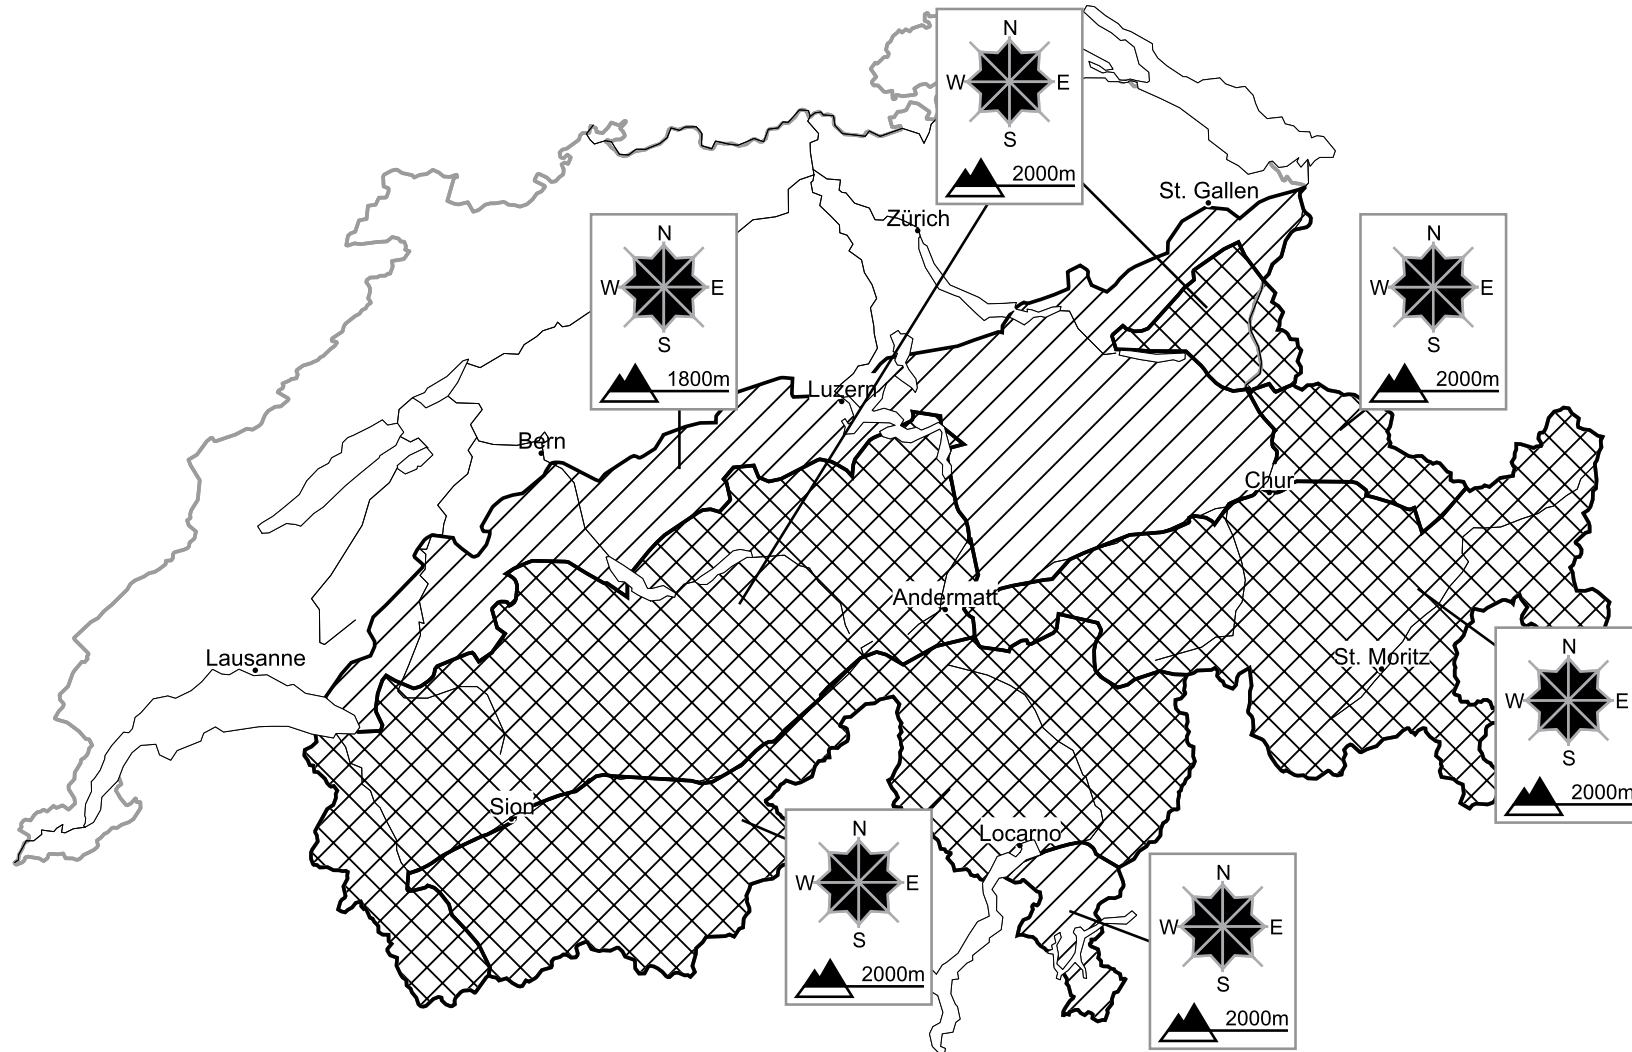 N
W E
S
2000m
St. Gallen
Zürich
N
W E
S
1800m
N
W E
S
2000m
Luzern
Bern
Chur
Andermatt
Lausanne
St. Moritz
N
W E
S
2000m
Sion
Locarno
N
W E
S
2000m
N
W E
S
2000m